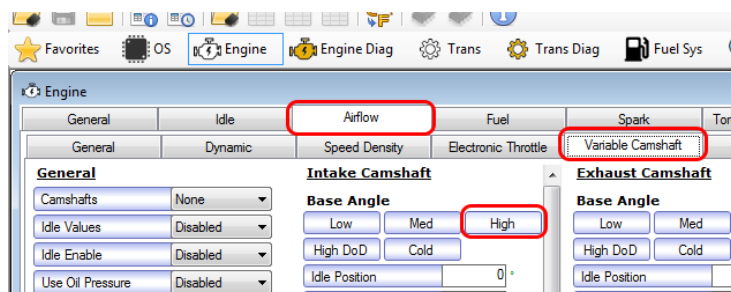 Favorites OS Engine Engine Diag Trans Trans Diag Fuel Sys
Engine
General Idle Airflow Fuel Spark
General Dynamic Speed Density Electronic Throttle Variable Camshaft
General Intake Camshaft Exhaust Camshaft
Camshafts None Base Angle Base Angle
Idle Values Disabled Low Med High Low Med
Idle Enable Disabled High DoD Cold High DoD Cold
Use Oil Pressure Disabled Idle Position 0 ° Idle Position